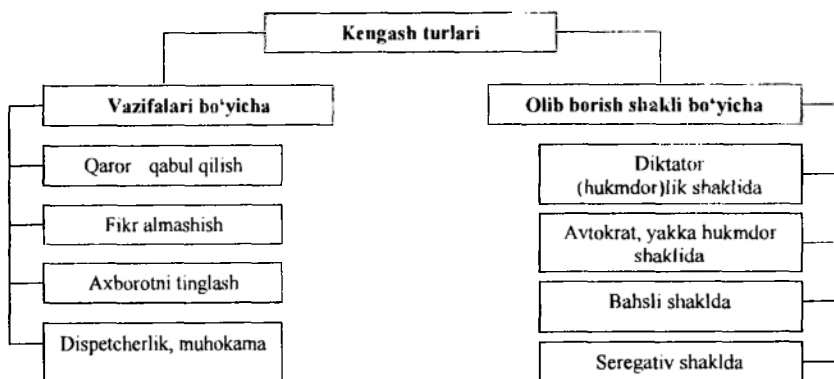 Kengash turlari
Vazifalari bo‘yicha
Qaror qabul qilish
Fikr almashish
Axborotni tinglash
Dispetcherlik, muhokama
Olib borish shakli bo‘yicha
Diktator
(hukmdor)lik shaklida
Avtokrat, yakka hukmdor
shaklida
Bahsli shaklda
Seregativ shaklda